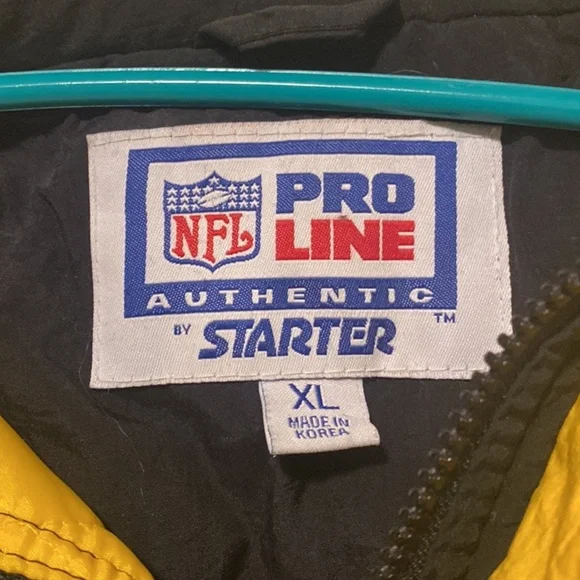 NFL
PRO
LINE
AUTHENTIC
BY STARTER TM
XL
MADE IN
KOREA